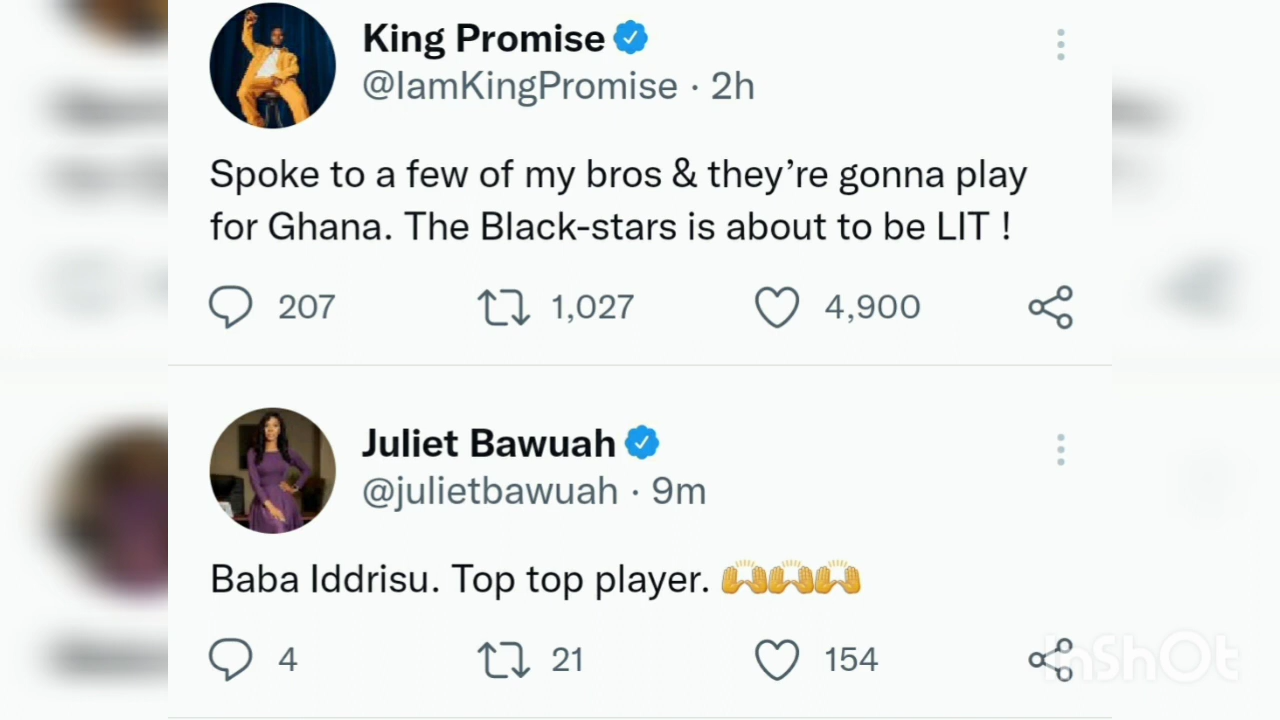 King Promise
@IamKingPromise · 2h
Spoke to a few of my bros & they’re gonna play
for Ghana. The Black-stars is about to be LIT !
207 1,027 4,900
Juliet Bawuah
@julietbawuah · 9m
Baba Iddrisu. Top top player. 🙌🙌🙌
4 21 154
InShOt